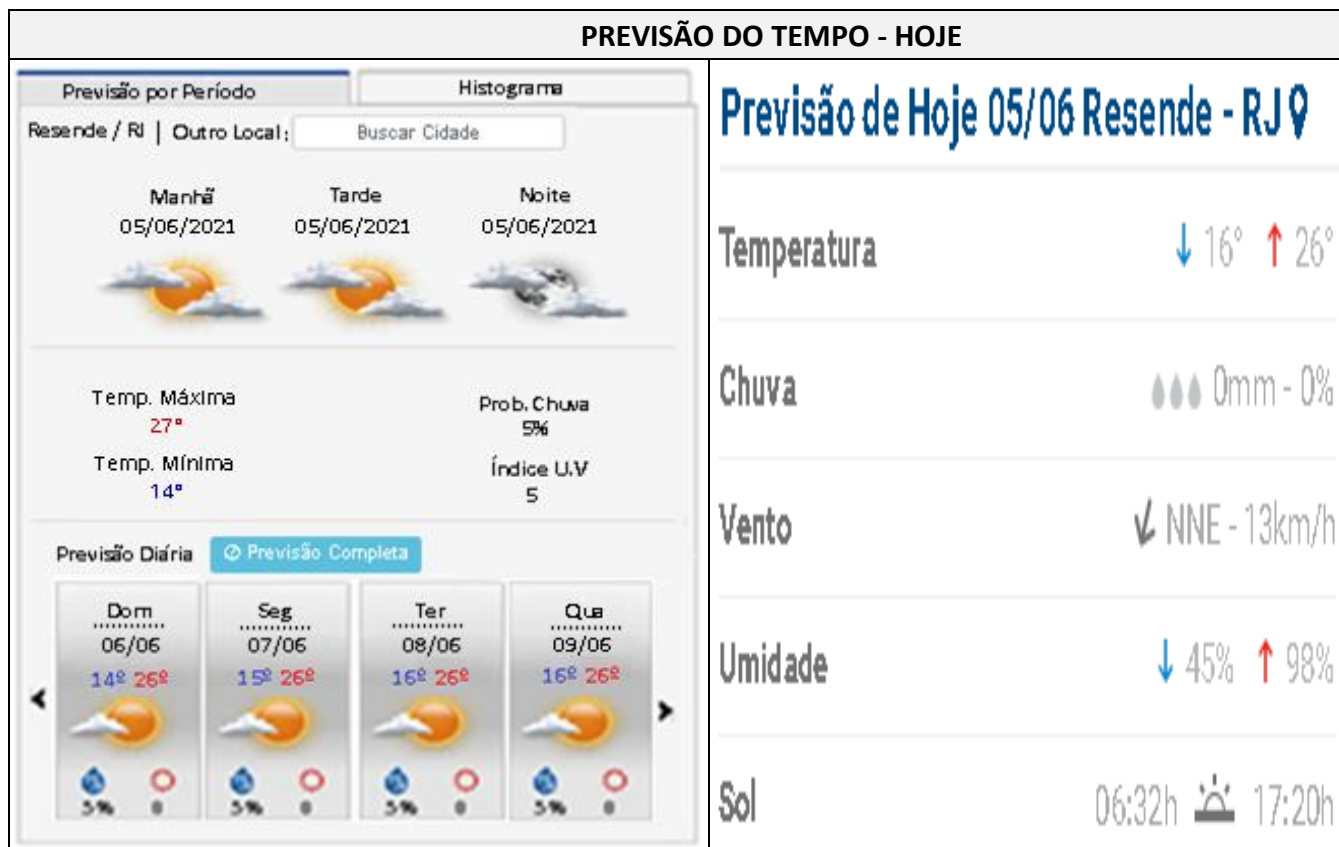 PREVISÃO DO TEMPO - HOJE
Previsão por Período
Histograma
Resende / RJ | Outro Local: Buscar Cidade
Manhã Tarde Noite
05/06/2021 05/06/2021 05/06/2021
Temp. Máxima Prob. Chuva
27° 5%
Temp. Mínima Índice U.V
14° 5
Previsão Diária Previsão Completa
Dom Seg Ter Qua
06/06 07/06 08/06 09/06
14º 26º 15º 26º 16º 26º 16º 26º
5% 0 5% 0 5% 0 5% 0
Previsão de Hoje 05/06 Resende - RJ
Temperatura ↓ 16° ↑ 26°
Chuva 0mm - 0%
Vento NNE - 13km/h
Umidade ↓ 45% ↑ 98%
Sol 06:32h 17:20h